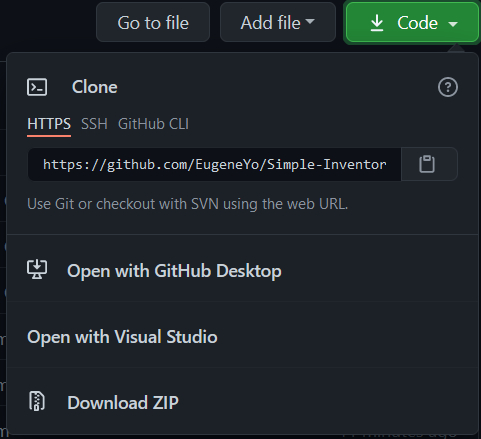 Go to file Add file Code
Clone
HTTPS SSH GitHub CLI
https://github.com/EugeneYo/Simple-Inventor
Use Git or checkout with SVN using the web URL.
Open with GitHub Desktop
Open with Visual Studio
Download ZIP